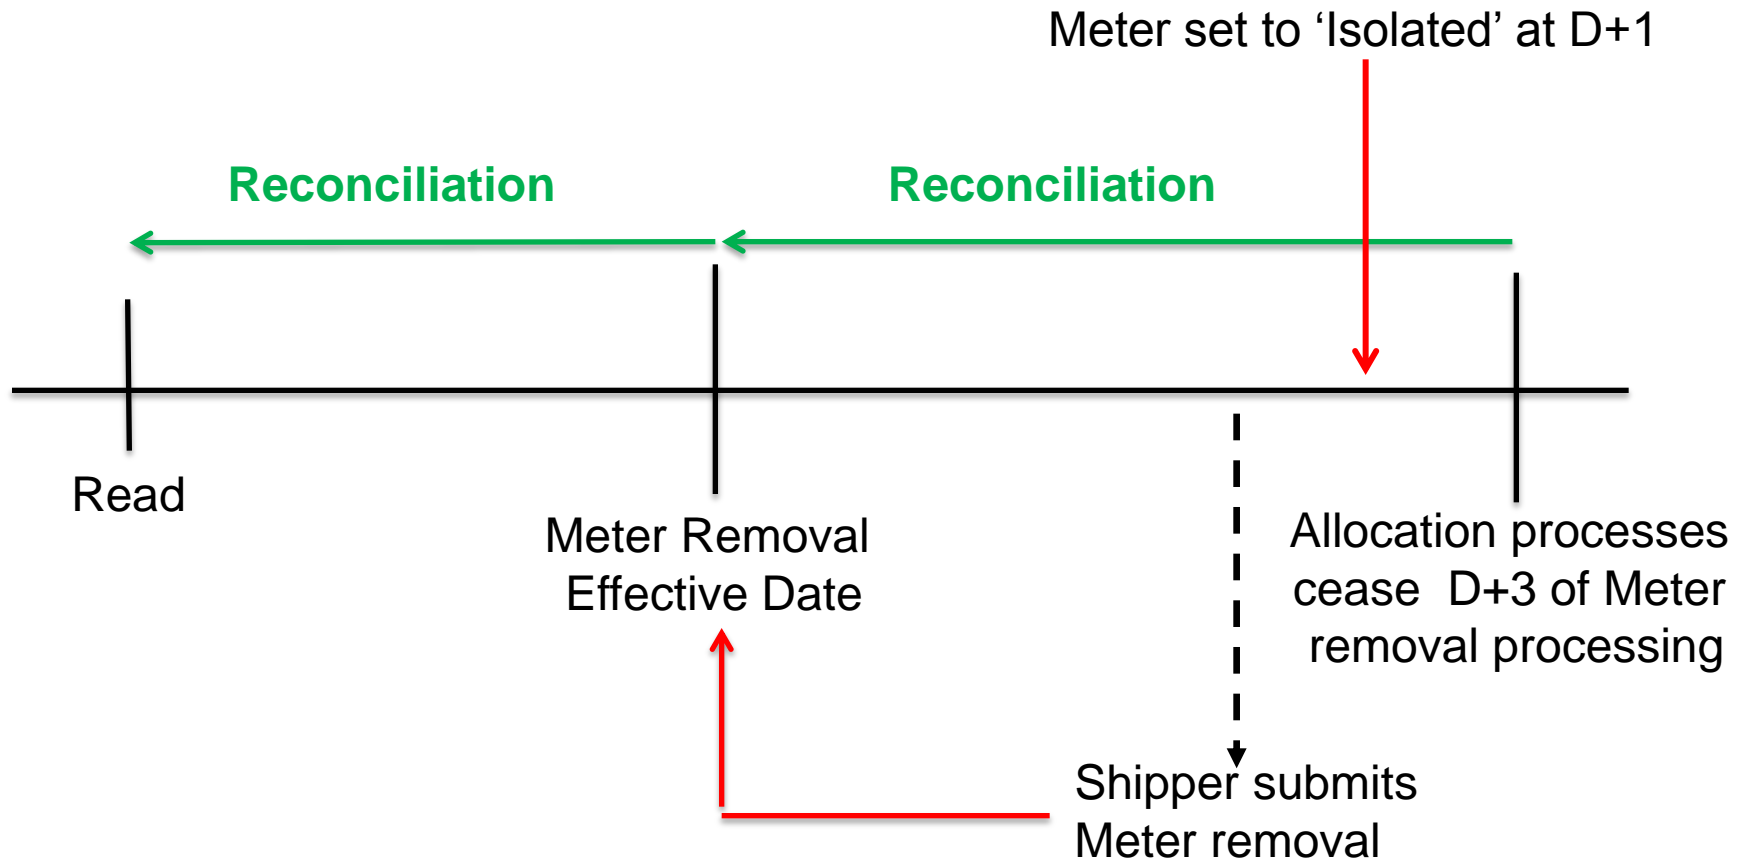 Meter set to ‘Isolated’ at D+1
Reconciliation
Reconciliation
Read
Meter Removal
Effective Date
Allocation processes
cease D+3 of Meter
removal processing
Shipper submits
Meter removal